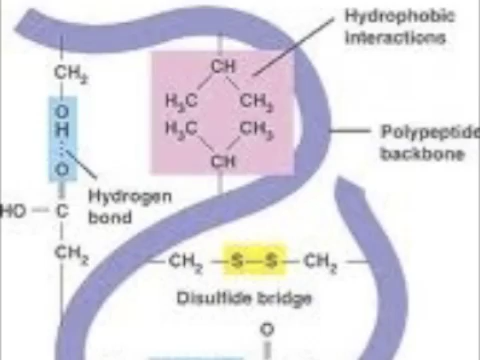 Hydrophobic
interactions
CH
CH₂
H₃C
CH₃
O
H
H₃C
CH₃
Polypeptide
backbone
O
CH
Hydrogen
bond
HO
C
CH₂
CH₂
S
S
CH₂
Disulfide bridge
O